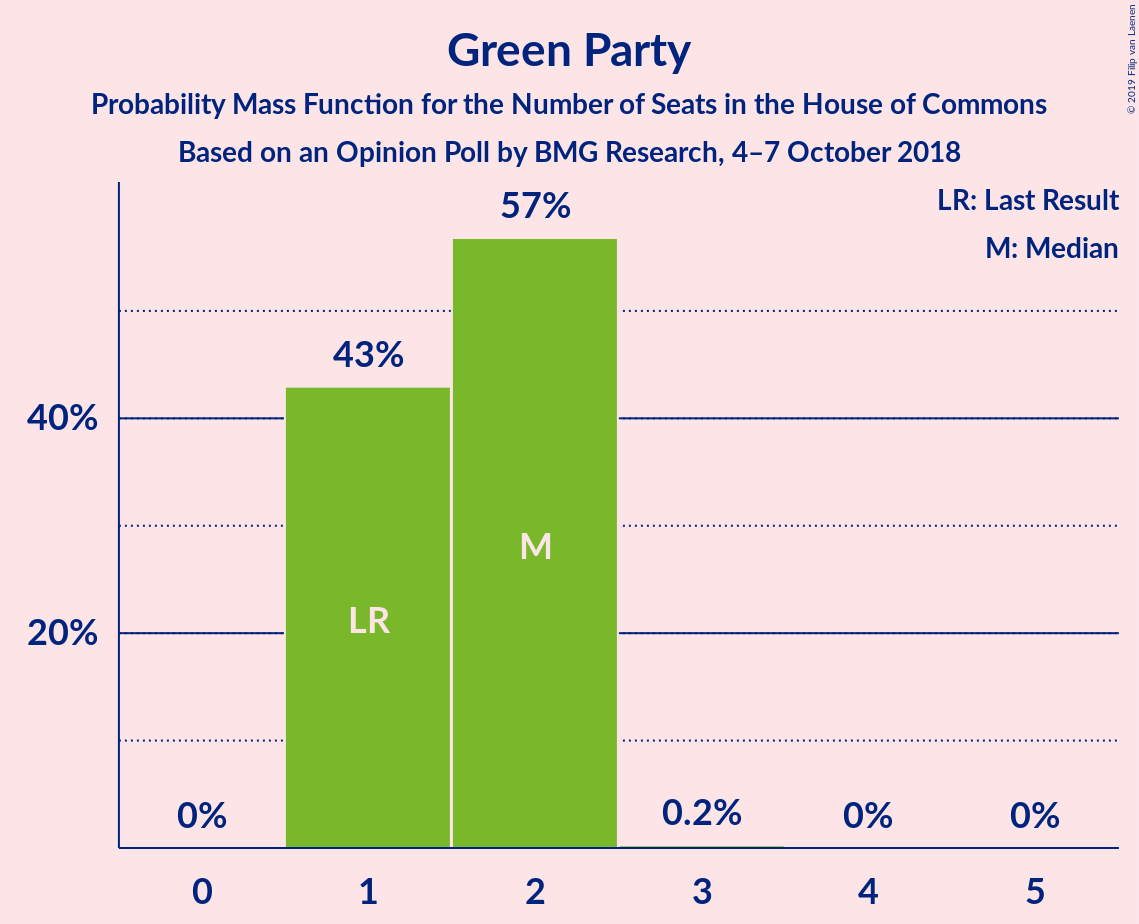 Green Party
Probability Mass Function for the Number of Seats in the House of Commons
Based on an Opinion Poll by BMG Research, 4–7 October 2018
© 2019 Filip van Laenen
LR: Last Result
M: Median
57%
43%
40%
M
LR
20%
0%
0.2%
0%
0%
0
1
2
3
4
5